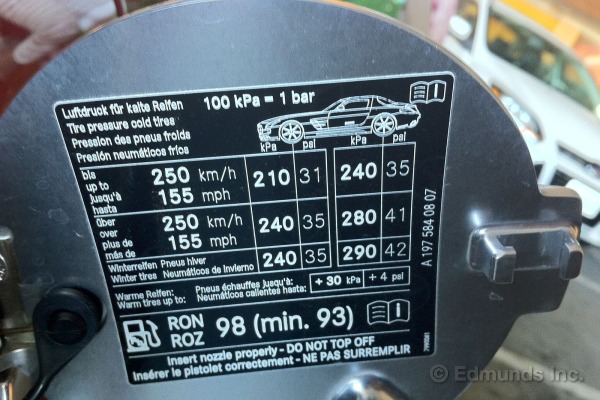 Luftdruck für kalte Reifen 100 kPa = 1 bar
Tire pressure cold tires
Pression des pneus froids
Presión neumáticos fríos
kPa psi kPa psi
bis
up to
jusqu'à
hasta
250 km/h
155 mph
210 31 240 35
über
over
plus de
más de
250 km/h
155 mph
240 35 280 41
Winterreifen Pneus hiver
Winter tires Neumáticos de Invierno
240 35 290 42
Warme Reifen: Pneus échauffés jusqu'à:
Warm tires up to: Neumáticos calientes hasta:
+ 30 kPa + 4 psi
RON
ROZ
98 (min. 93)
Insert nozzle properly - DO NOT TOP OFF
Insérer le pistolet correctement - NE PAS SURREMPLIR
A 197 584 08 07
© Edmunds Inc.